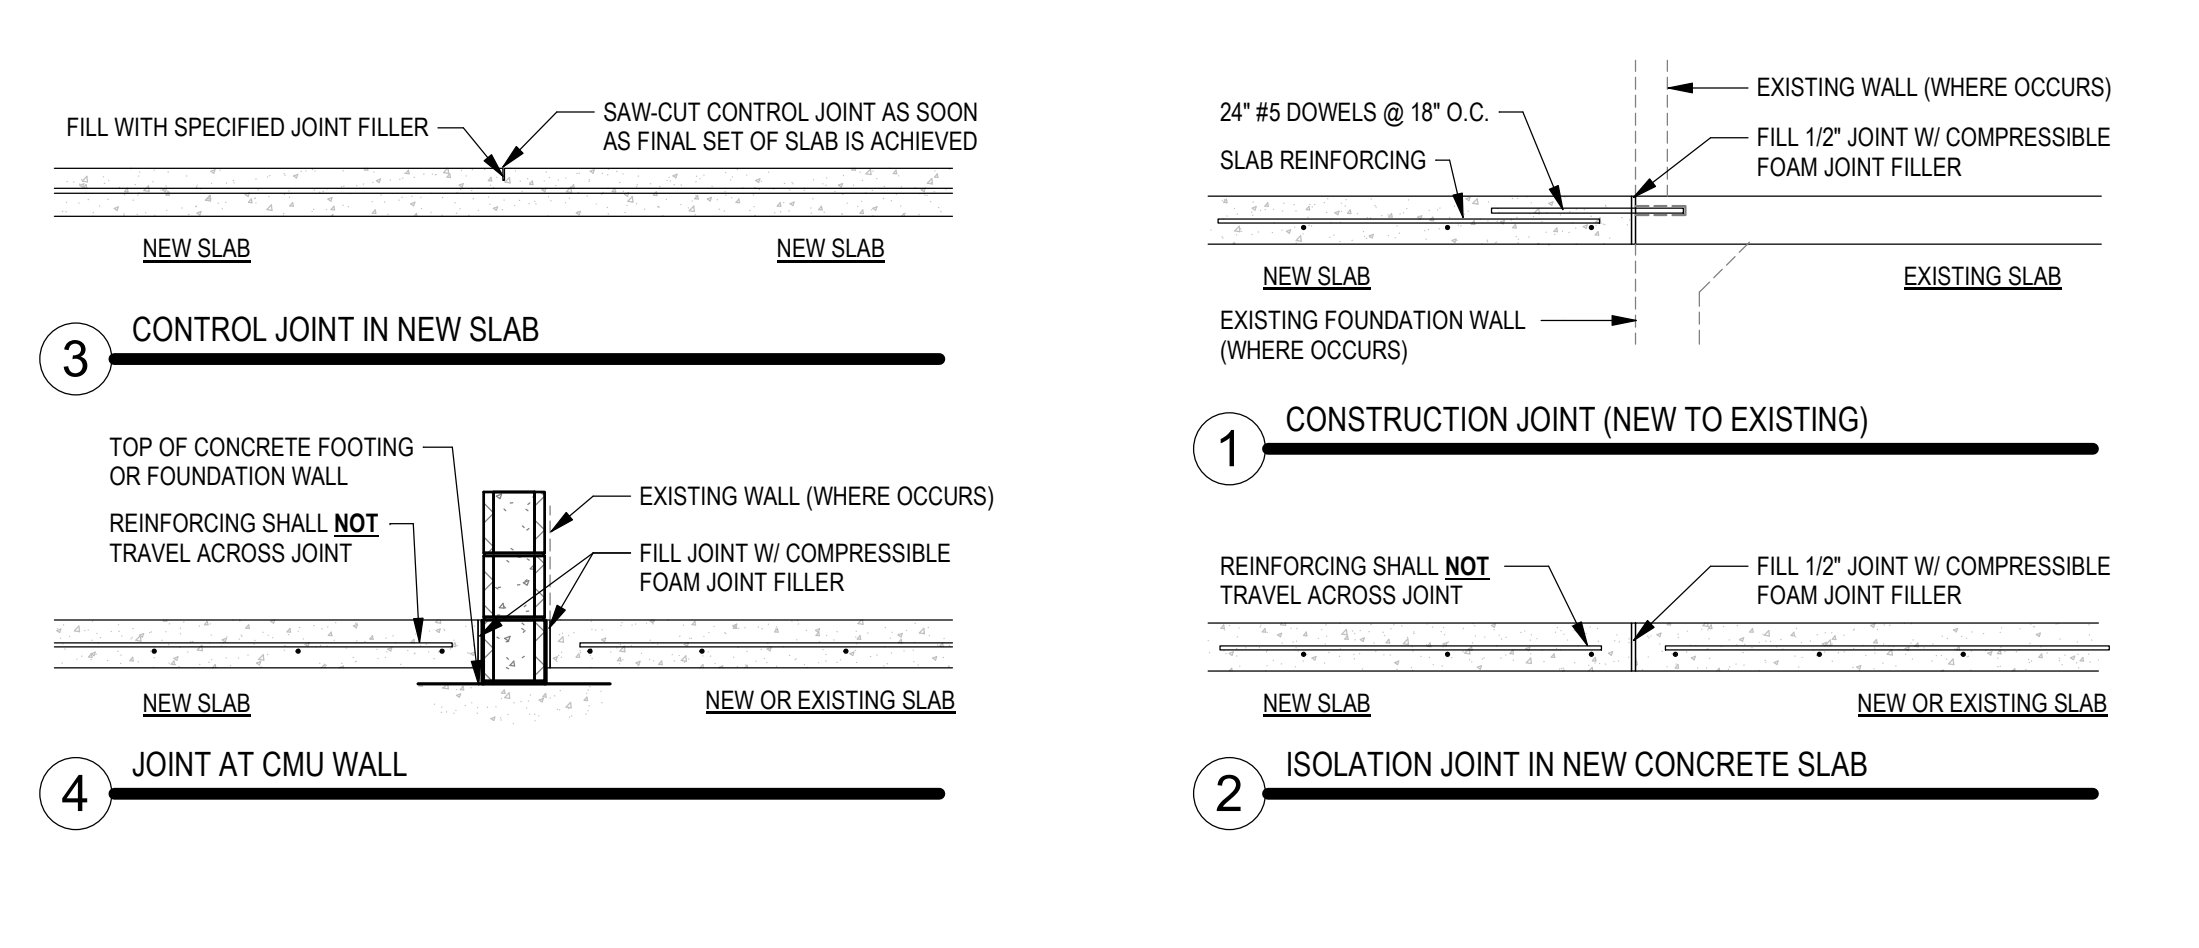 FILL WITH SPECIFIED JOINT FILLER
SAW-CUT CONTROL JOINT AS SOON
AS FINAL SET OF SLAB IS ACHIEVED
NEW SLAB
NEW SLAB
3
CONTROL JOINT IN NEW SLAB
24" #5 DOWELS @ 18" O.C.
SLAB REINFORCING
EXISTING WALL (WHERE OCCURS)
FILL 1/2" JOINT W/ COMPRESSIBLE
FOAM JOINT FILLER
NEW SLAB
EXISTING SLAB
EXISTING FOUNDATION WALL
(WHERE OCCURS)
1
CONSTRUCTION JOINT (NEW TO EXISTING)
TOP OF CONCRETE FOOTING
OR FOUNDATION WALL
REINFORCING SHALL NOT
TRAVEL ACROSS JOINT
EXISTING WALL (WHERE OCCURS)
FILL JOINT W/ COMPRESSIBLE
FOAM JOINT FILLER
NEW SLAB
NEW OR EXISTING SLAB
4
JOINT AT CMU WALL
REINFORCING SHALL NOT
TRAVEL ACROSS JOINT
FILL 1/2" JOINT W/ COMPRESSIBLE
FOAM JOINT FILLER
NEW SLAB
NEW OR EXISTING SLAB
2
ISOLATION JOINT IN NEW CONCRETE SLAB